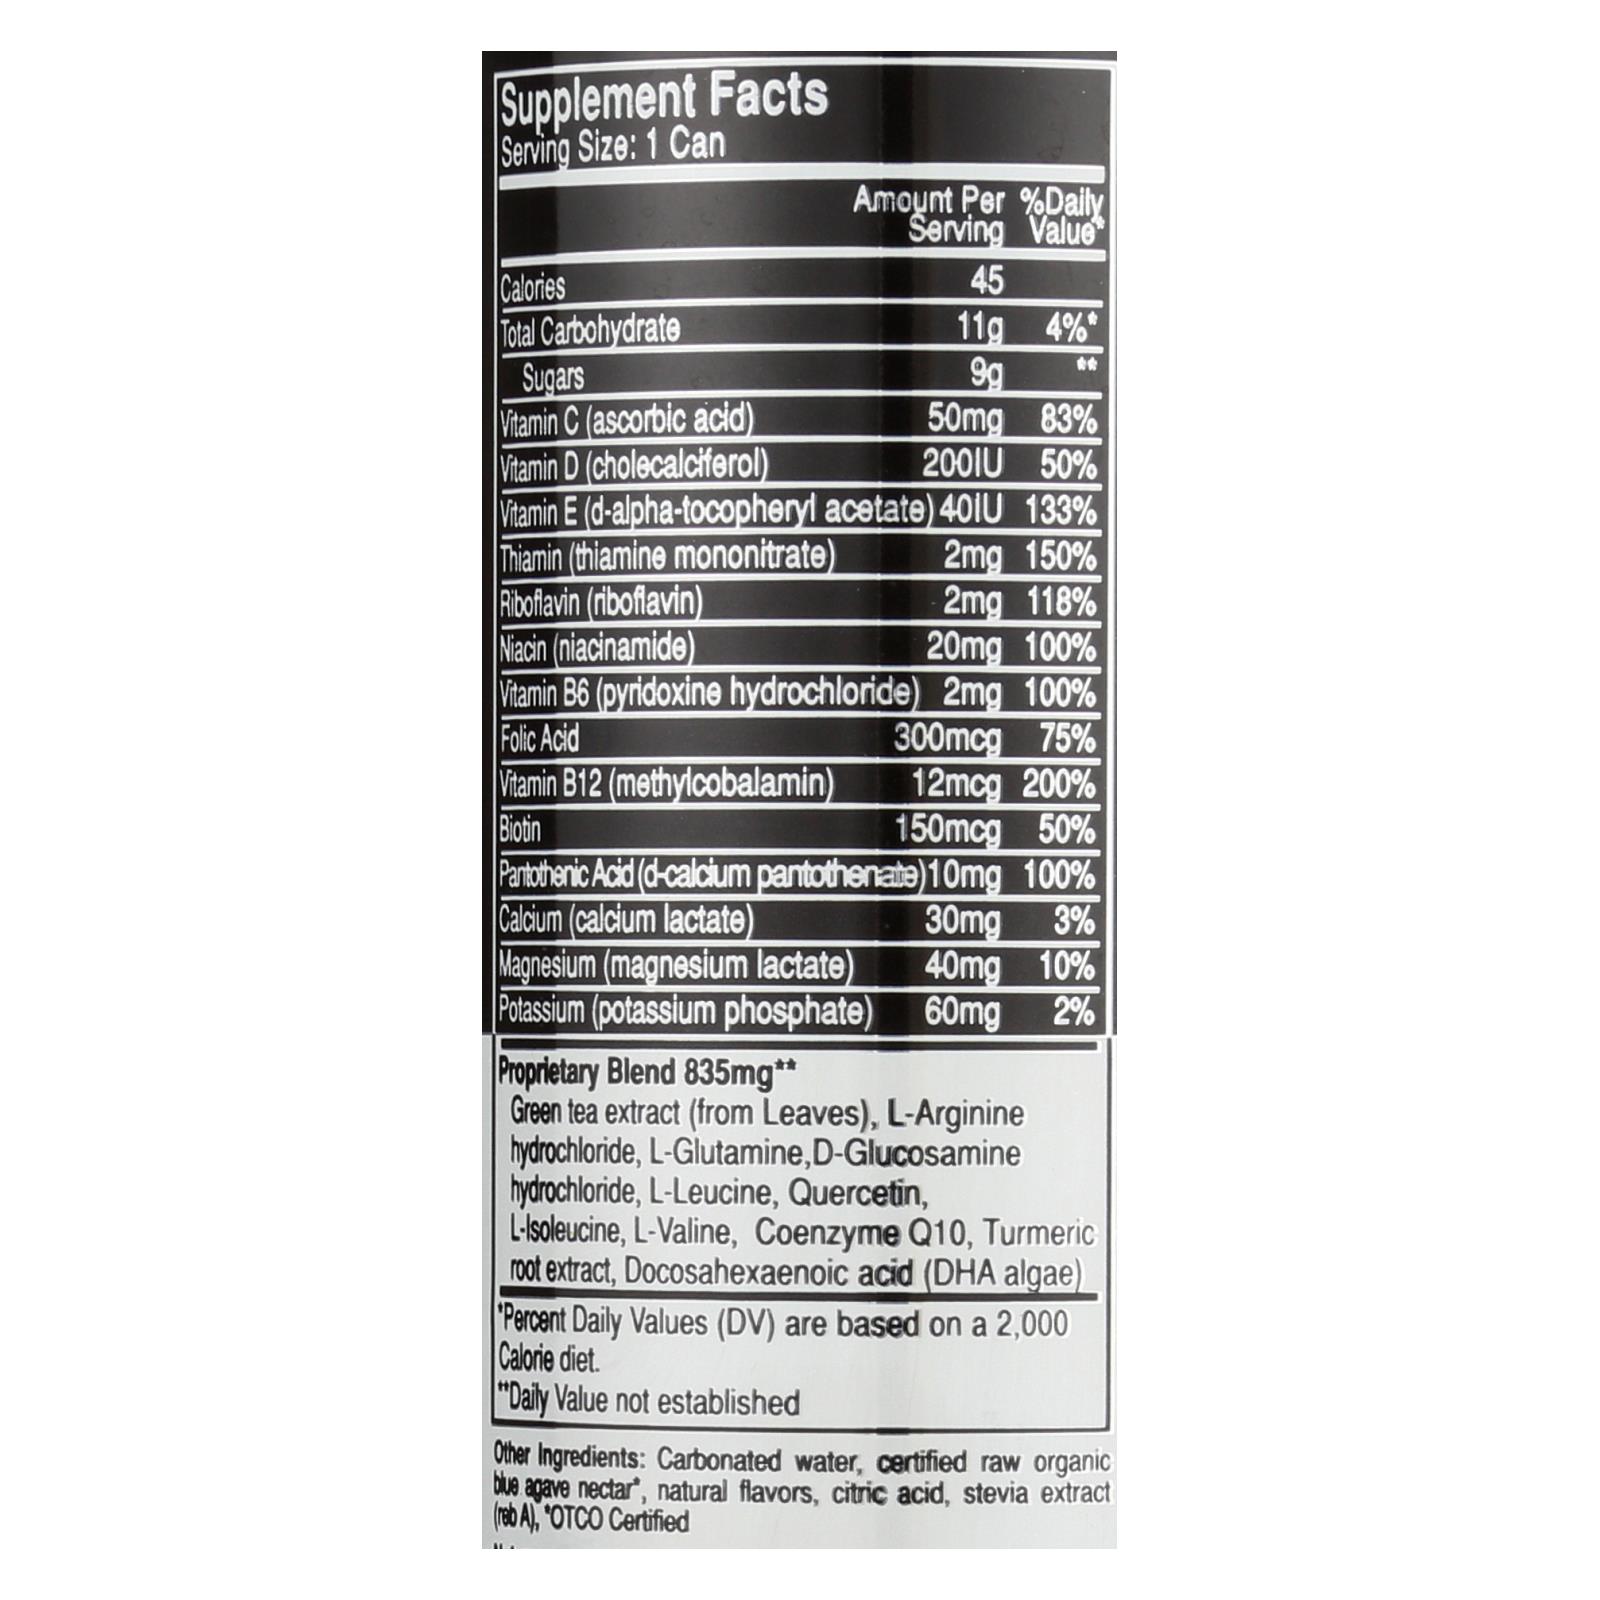 Supplement Facts
Serving Size: 1 Can
Amount Per %Daily
Serving Value*
Calories 45
Total Carbohydrate 11g 4%*
Sugars 9g **
Vitamin C (ascorbic acid) 50mg 83%
Vitamin D (cholecalciferol) 200IU 50%
Vitamin E (d-alpha-tocopheryl acetate) 40IU 133%
Thiamin (thiamine mononitrate) 2mg 150%
Riboflavin (riboflavin) 2mg 118%
Niacin (niacinamide) 20mg 100%
Vitamin B6 (pyridoxine hydrochloride) 2mg 100%
Folic Acid 300mcg 75%
Vitamin B12 (methylcobalamin) 12mcg 200%
Biotin 150mcg 50%
Pantothenic Acid (d-calcium pantothenate) 10mg 100%
Calcium (calcium lactate) 30mg 3%
Magnesium (magnesium lactate) 40mg 10%
Potassium (potassium phosphate) 60mg 2%
Proprietary Blend 835mg**
Green tea extract (from Leaves), L-Arginine
hydrochloride, L-Glutamine,D-Glucosamine
hydrochloride, L-Leucine, Quercetin,
L-Isoleucine, L-Valine, Coenzyme Q10, Turmeric
root extract, Docosahexaenoic acid (DHA algae)
*Percent Daily Values (DV) are based on a 2,000
Calorie diet.
**Daily Value not established
Other Ingredients: Carbonated water, certified raw organic
blue agave nectar*, natural flavors, citric acid, stevia extract
(reb A), *OTCO Certified